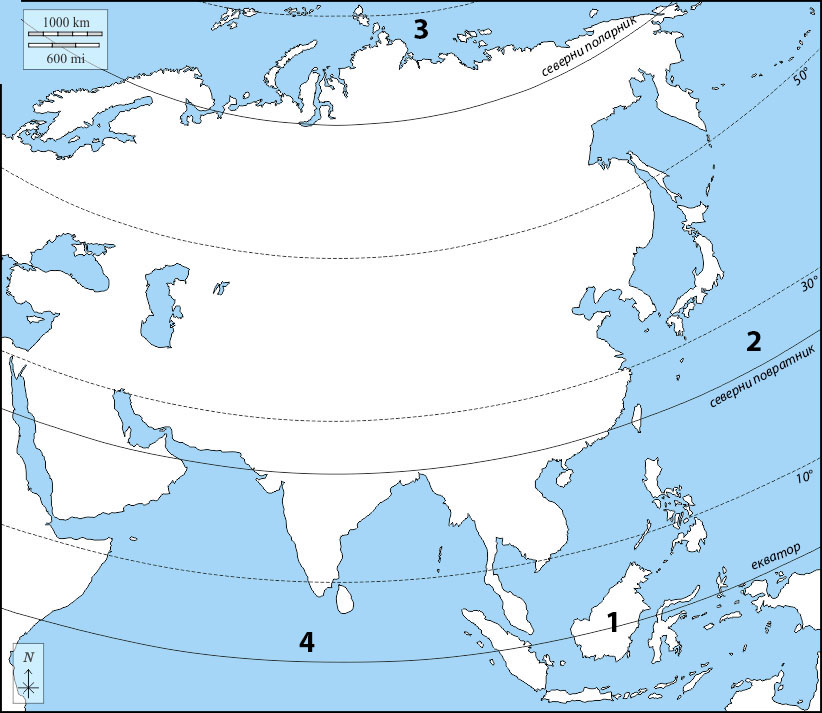 1000 km
600 mi
3
северни поларник
50°
30°
2
северни повратник
10°
екватор
1
4
N